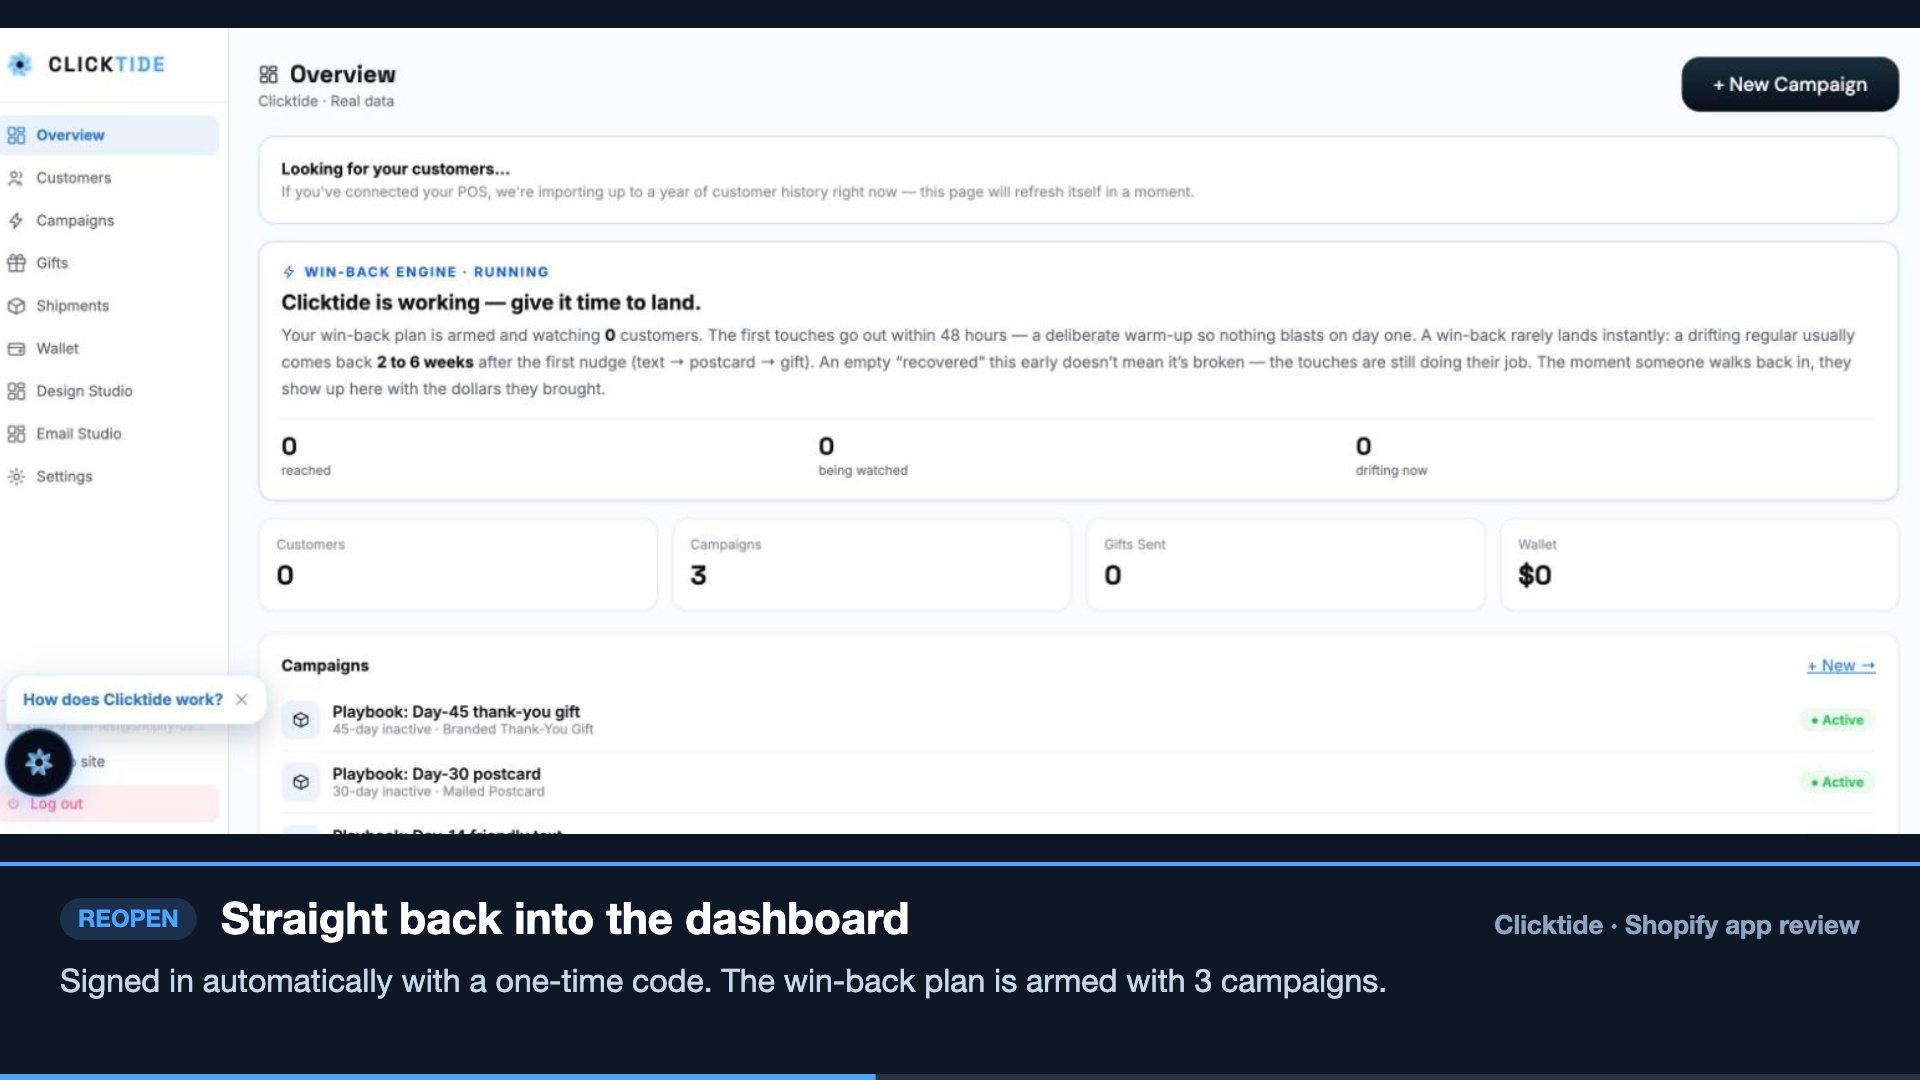 CLICKTIDE
Overview
Customers
Campaigns
Gifts
Shipments
Wallet
Design Studio
Email Studio
Settings
How does Clicktide work?
site
Log out
Overview
Clicktide · Real data
+ New Campaign
Looking for your customers...
If you've connected your POS, we're importing up to a year of customer history right now — this page will refresh itself in a moment.
WIN-BACK ENGINE · RUNNING
Clicktide is working — give it time to land.
Your win-back plan is armed and watching 0 customers. The first touches go out within 48 hours — a deliberate warm-up so nothing blasts on day one. A win-back rarely lands instantly: a drifting regular usually
comes back 2 to 6 weeks after the first nudge (text → postcard → gift). An empty “recovered” this early doesn’t mean it’s broken — the touches are still doing their job. The moment someone walks back in, they
show up here with the dollars they brought.
0 0 0
reached being watched drifting now
Customers Campaigns Gifts Sent Wallet
0 3 0 $0
Campaigns
+ New →
Playbook: Day-45 thank-you gift
45-day inactive · Branded Thank-You Gift
• Active
Playbook: Day-30 postcard
30-day inactive · Mailed Postcard
• Active
Playbook: Day-14 friendly text
REOPEN Straight back into the dashboard
Clicktide · Shopify app review
Signed in automatically with a one-time code. The win-back plan is armed with 3 campaigns.